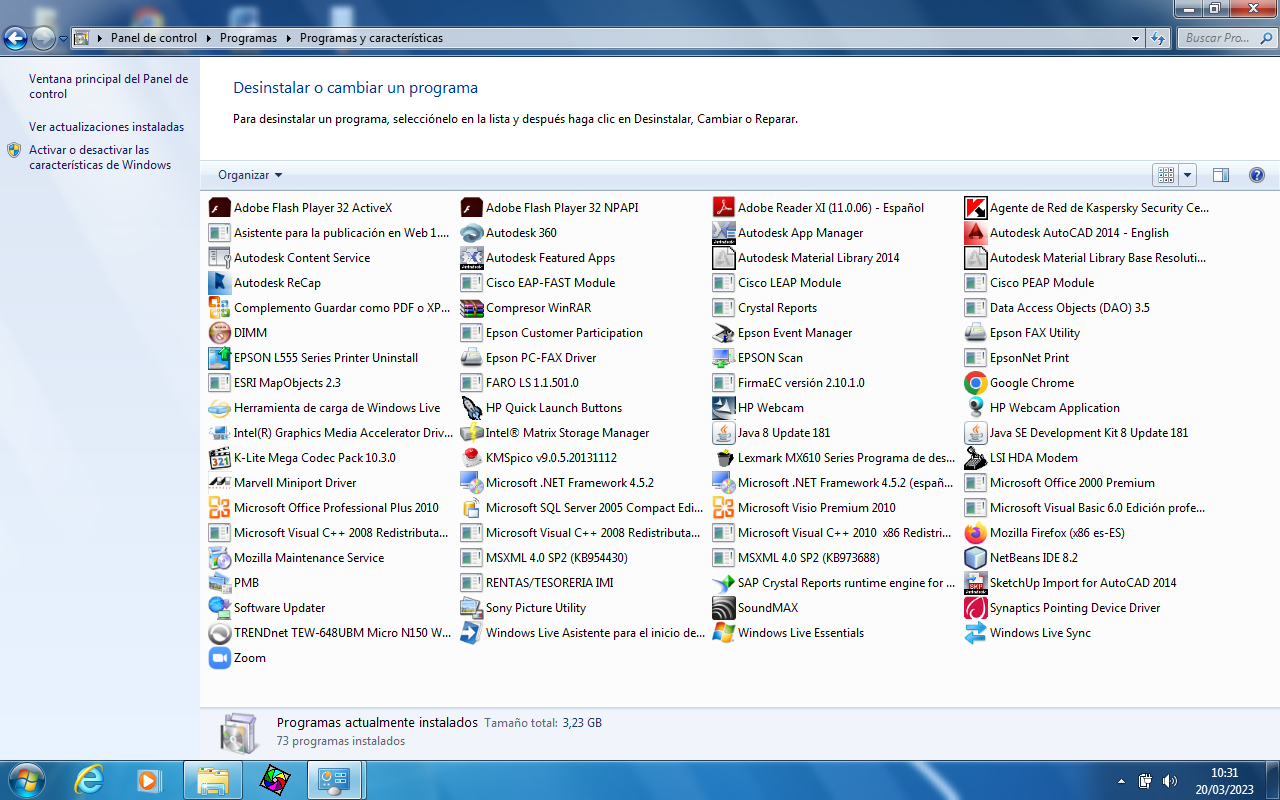 Panel de control
Programas
Programas y características
Buscar Pro...
Ventana principal del Panel de
control
Ver actualizaciones instaladas
Activar o desactivar las
características de Windows
Desinstalar o cambiar un programa
Para desinstalar un programa, selecciónelo en la lista y después haga clic en Desinstalar, Cambiar o Reparar.
Organizar
Adobe Flash Player 32 ActiveX
Adobe Flash Player 32 NPAPI
Adobe Reader XI (11.0.06) - Español
Agente de Red de Kaspersky Security Ce...
Asistente para la publicación en Web 1....
Autodesk 360
Autodesk App Manager
Autodesk AutoCAD 2014 - English
Autodesk Content Service
Autodesk Featured Apps
Autodesk Material Library 2014
Autodesk Material Library Base Resoluti...
Autodesk ReCap
Cisco EAP-FAST Module
Cisco LEAP Module
Cisco PEAP Module
Complemento Guardar como PDF o XP...
Compresor WinRAR
Crystal Reports
Data Access Objects (DAO) 3.5
DIMM
Epson Customer Participation
Epson Event Manager
Epson FAX Utility
EPSON L555 Series Printer Uninstall
Epson PC-FAX Driver
EPSON Scan
EpsonNet Print
ESRI MapObjects 2.3
FARO LS 1.1.501.0
FirmaEC versión 2.10.1.0
Google Chrome
Herramienta de carga de Windows Live
HP Quick Launch Buttons
HP Webcam
HP Webcam Application
Intel(R) Graphics Media Accelerator Driv...
Intel® Matrix Storage Manager
Java 8 Update 181
Java SE Development Kit 8 Update 181
K-Lite Mega Codec Pack 10.3.0
KMSpico v9.0.5.20131112
Lexmark MX610 Series Programa de des...
LSI HDA Modem
Marvell Miniport Driver
Microsoft .NET Framework 4.5.2
Microsoft .NET Framework 4.5.2 (españ...
Microsoft Office 2000 Premium
Microsoft Office Professional Plus 2010
Microsoft SQL Server 2005 Compact Edi...
Microsoft Visio Premium 2010
Microsoft Visual Basic 6.0 Edición profe...
Microsoft Visual C++ 2008 Redistributa...
Microsoft Visual C++ 2008 Redistributa...
Microsoft Visual C++ 2010 x86 Redistri...
Mozilla Firefox (x86 es-ES)
Mozilla Maintenance Service
MSXML 4.0 SP2 (KB954430)
MSXML 4.0 SP2 (KB973688)
NetBeans IDE 8.2
PMB
RENTAS/TESORERIA IMI
SAP Crystal Reports runtime engine for ...
SketchUp Import for AutoCAD 2014
Software Updater
Sony Picture Utility
SoundMAX
Synaptics Pointing Device Driver
TRENDnet TEW-648UBM Micro N150 W...
Windows Live Asistente para el inicio de...
Windows Live Essentials
Windows Live Sync
Zoom
Programas actualmente instalados Tamaño total: 3,23 GB
73 programas instalados
10:31
20/03/2023